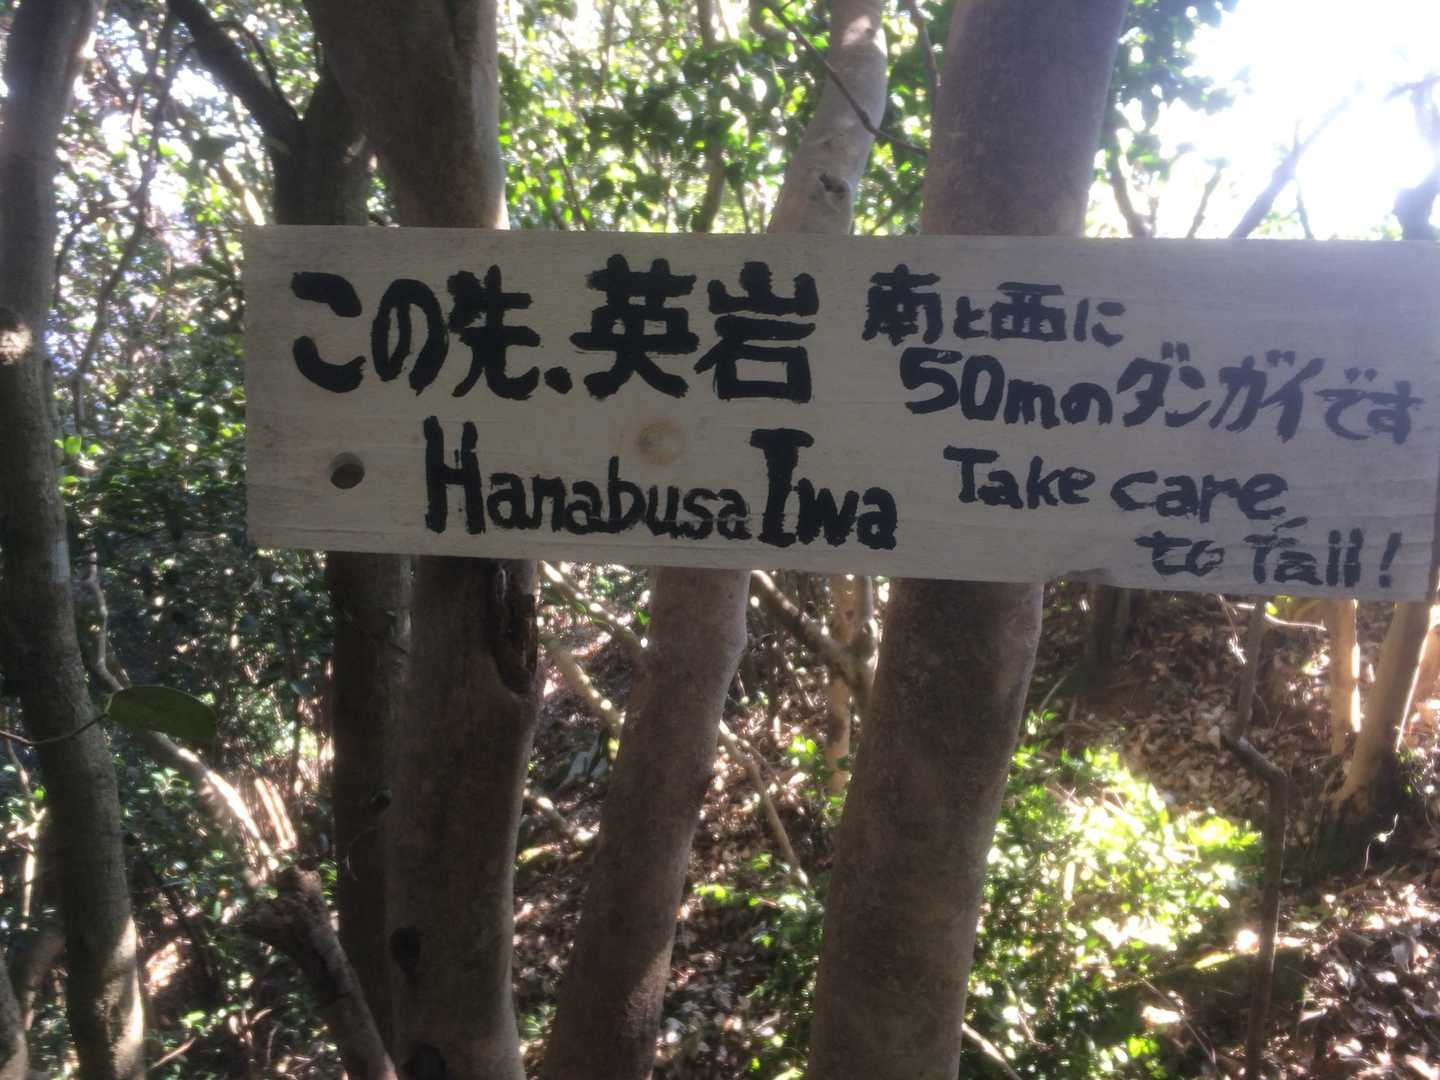 この先、英岩
南と西に
50mのダンガイです
Hanabusa Iwa
Take care
to fall!